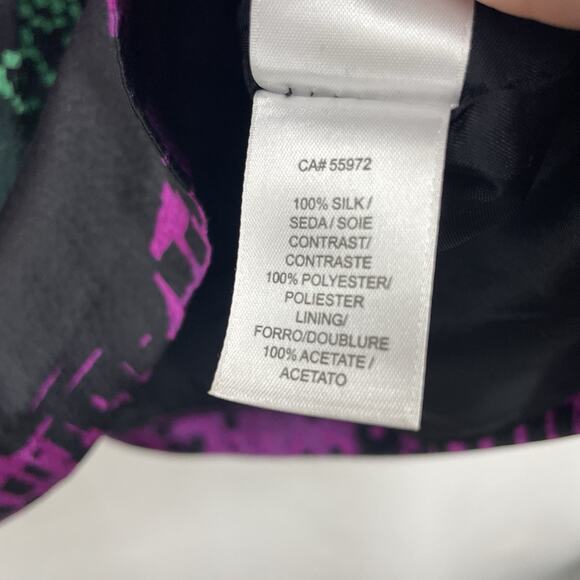 CA# 55972
100% SILK/
SEDA/SOIE
CONTRAST/
CONTRASTE
100% POLYESTER/
POLIESTER
LINING/
FORRO/DOUBLURE
100% ACETATE/
ACETATO